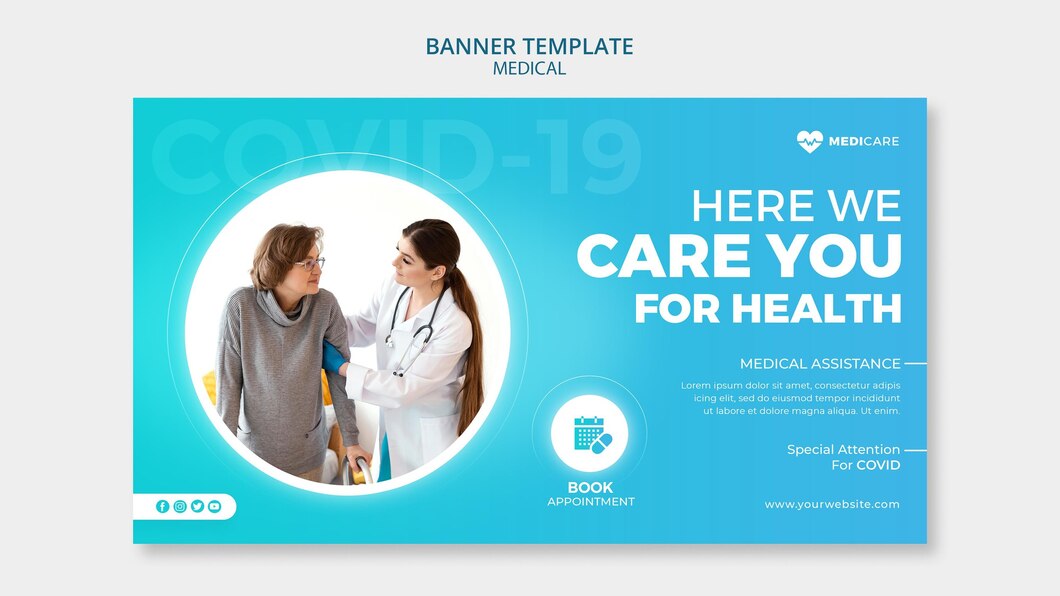 BANNER TEMPLATE
MEDICAL
COVID-19
MEDICARE
HERE WE
CARE YOU
FOR HEALTH
MEDICAL ASSISTANCE
Lorem ipsum dolor sit amet, consectetur adipis
icing elit, sed do eiusmod tempor incididunt
ut labore et dolore magna aliqua. Ut enim.
Special Attention
For COVID
BOOK
APPOINTMENT
www.yourwebsite.com